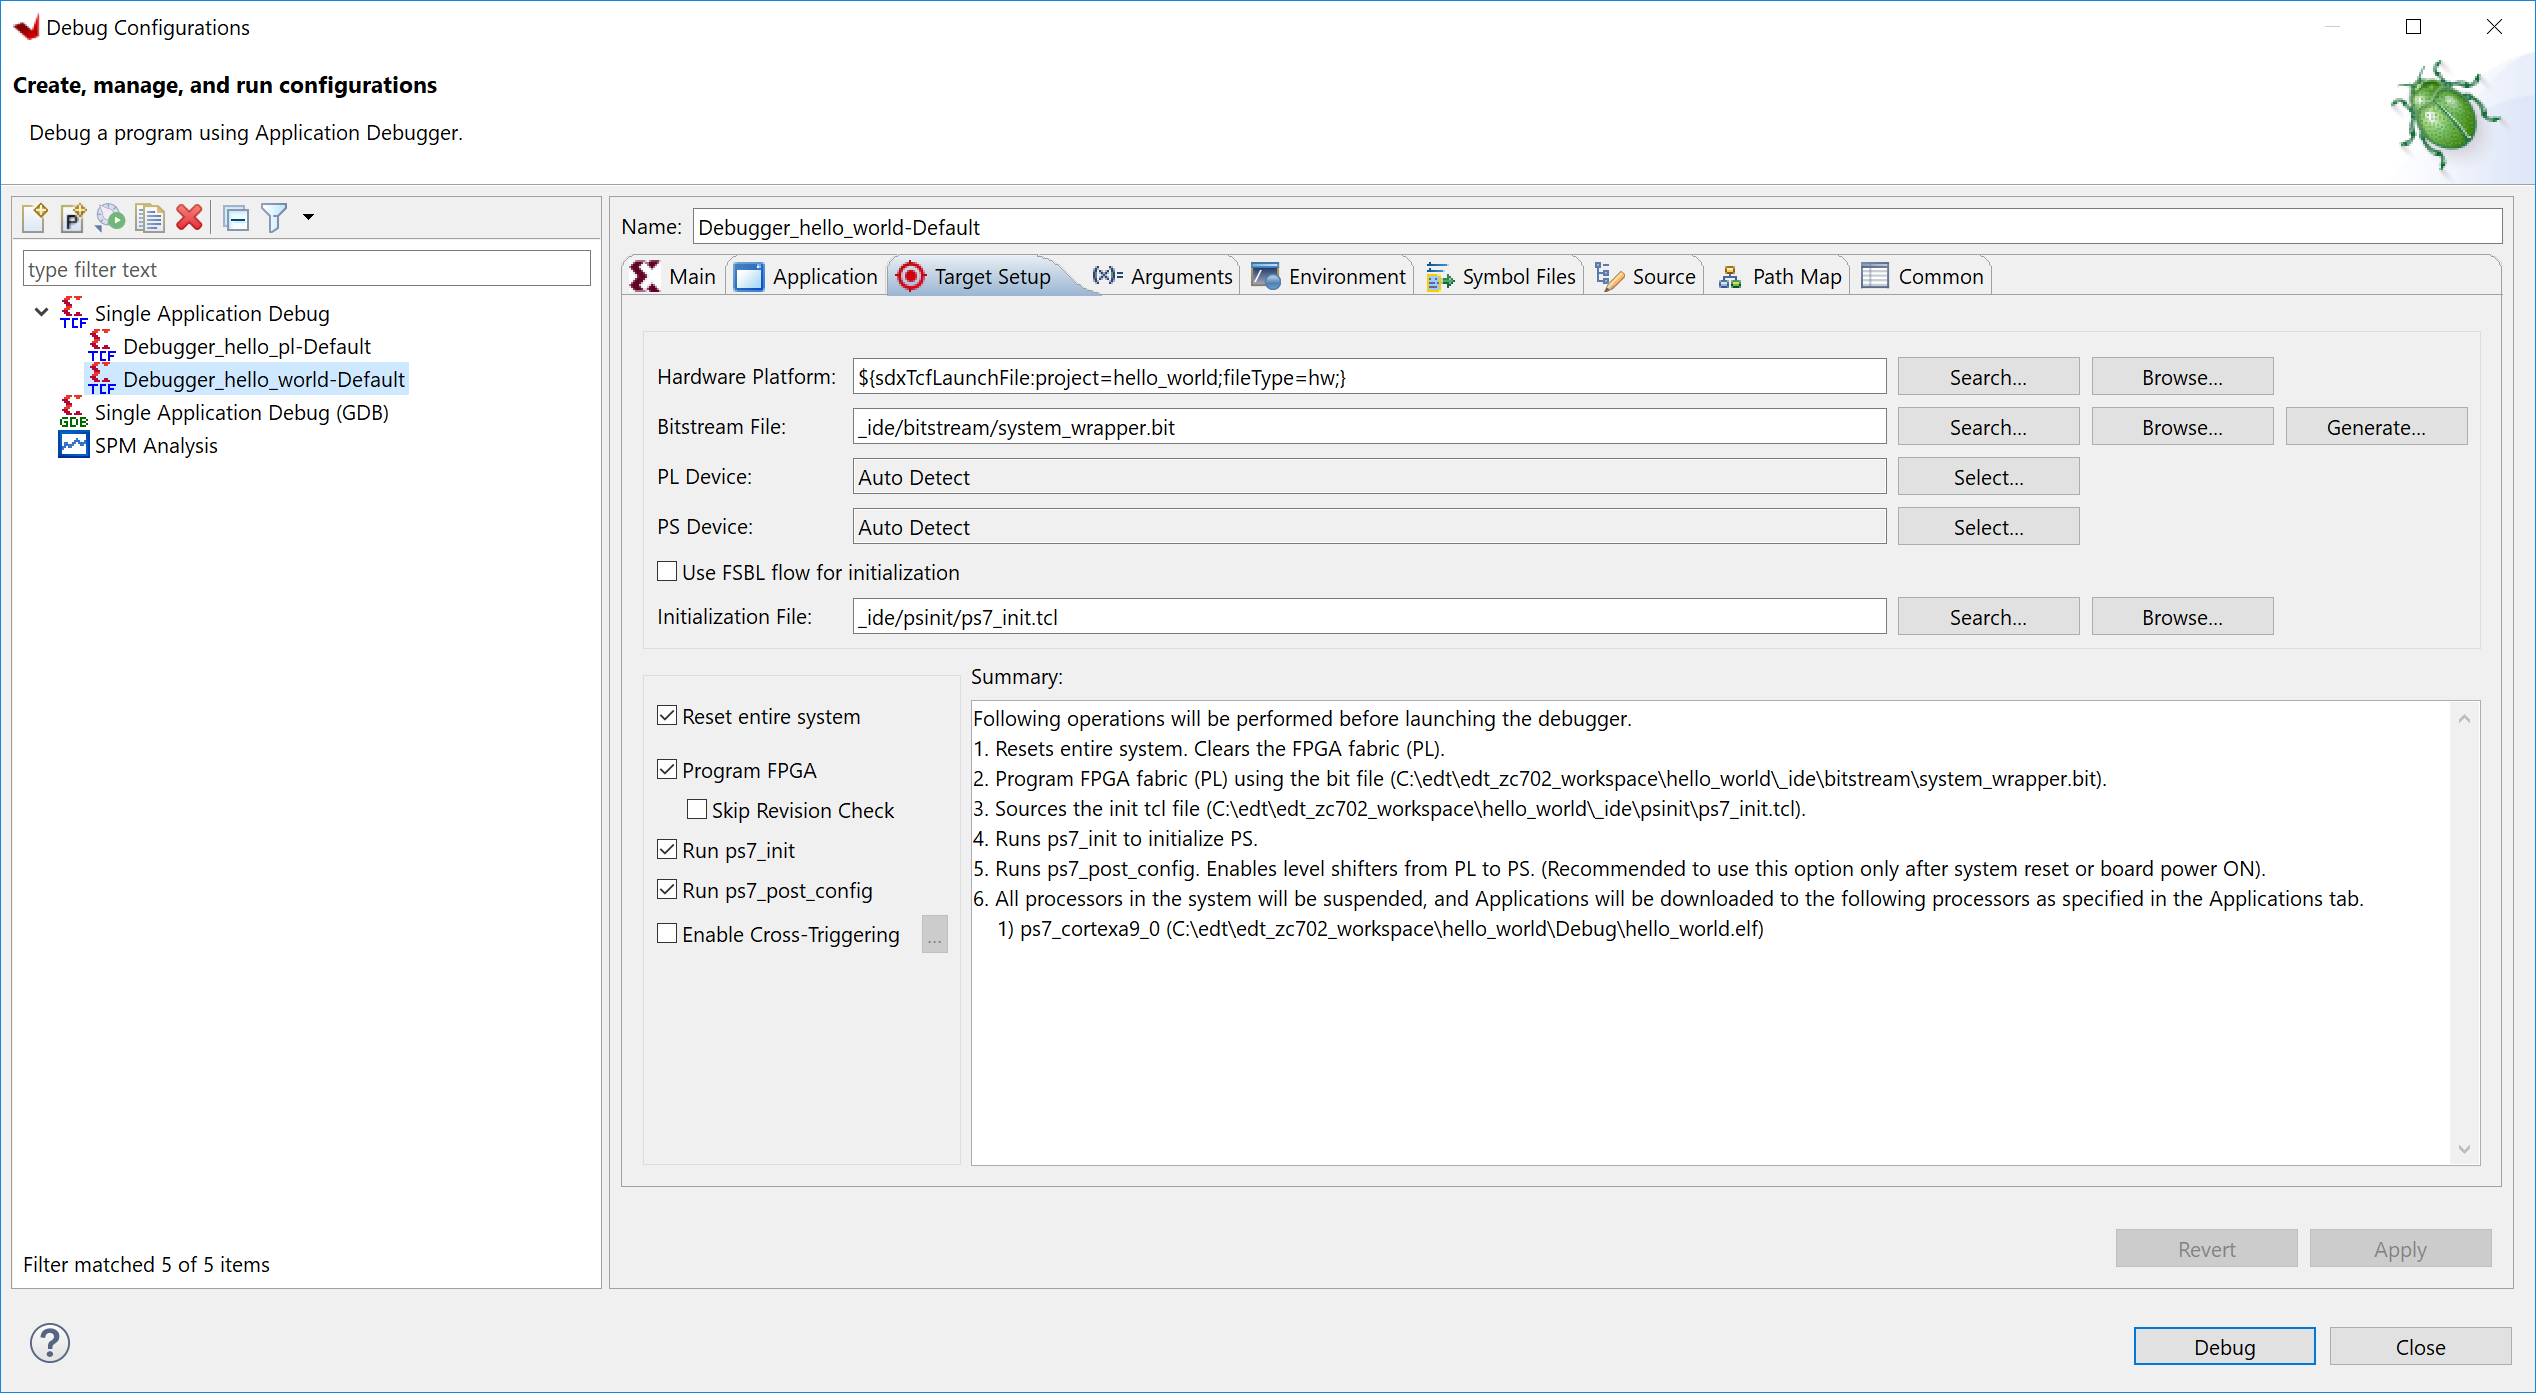 Debug Configurations
Create, manage, and run configurations
Debug a program using Application Debugger.
type filter text
Single Application Debug
TCF
Debugger_hello_pl-Default
TCF
Debugger_hello_world-Default
TCF
Single Application Debug (GDB)
GDB
SPM Analysis
Filter matched 5 of 5 items
Name: Debugger_hello_world-Default
Main Application Target Setup (x)= Arguments Environment Symbol Files Source Path Map Common
Hardware Platform: ${sdxTcfLaunchFile:project=hello_world;fileType=hw;} Search... Browse...
Bitstream File: _ide/bitstream/system_wrapper.bit Search... Browse... Generate...
PL Device: Auto Detect Select...
PS Device: Auto Detect Select...
Use FSBL flow for initialization
Initialization File: _ide/psinit/ps7_init.tcl Search... Browse...
Reset entire system
Program FPGA
Skip Revision Check
Run ps7_init
Run ps7_post_config
Enable Cross-Triggering ...
Summary:
Following operations will be performed before launching the debugger.
1. Resets entire system. Clears the FPGA fabric (PL).
2. Program FPGA fabric (PL) using the bit file (C:\edt\edt_zc702_workspace\hello_world\_ide\bitstream\system_wrapper.bit).
3. Sources the init tcl file (C:\edt\edt_zc702_workspace\hello_world\_ide\psinit\ps7_init.tcl).
4. Runs ps7_init to initialize PS.
5. Runs ps7_post_config. Enables level shifters from PL to PS. (Recommended to use this option only after system reset or board power ON).
6. All processors in the system will be suspended, and Applications will be downloaded to the following processors as specified in the Applications tab.
1) ps7_cortexa9_0 (C:\edt\edt_zc702_workspace\hello_world\Debug\hello_world.elf)
Revert Apply
? Debug Close